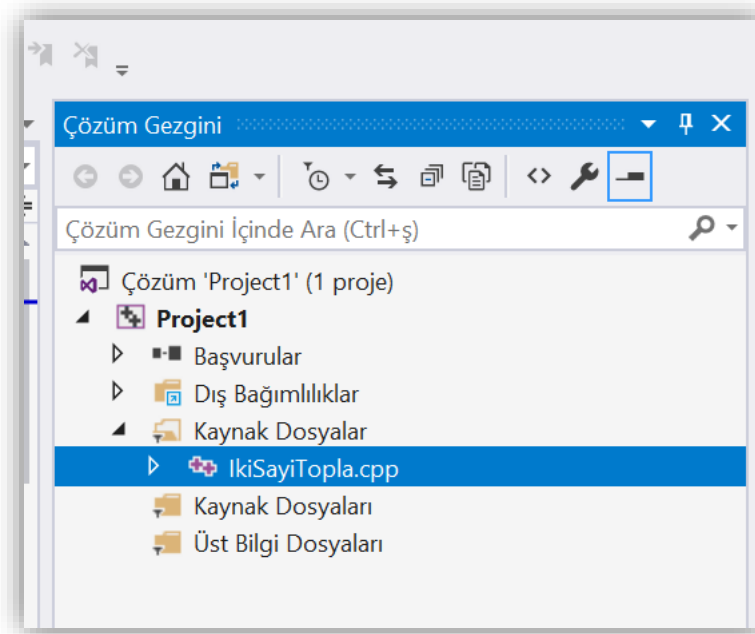 Çözüm Gezgini
Çözüm Gezgini İçinde Ara (Ctrl+ş)
Çözüm 'Project1' (1 proje)
Project1
Başvurular
Dış Bağımlılıklar
Kaynak Dosyalar
IkiSayiTopla.cpp
Kaynak Dosyaları
Üst Bilgi Dosyaları